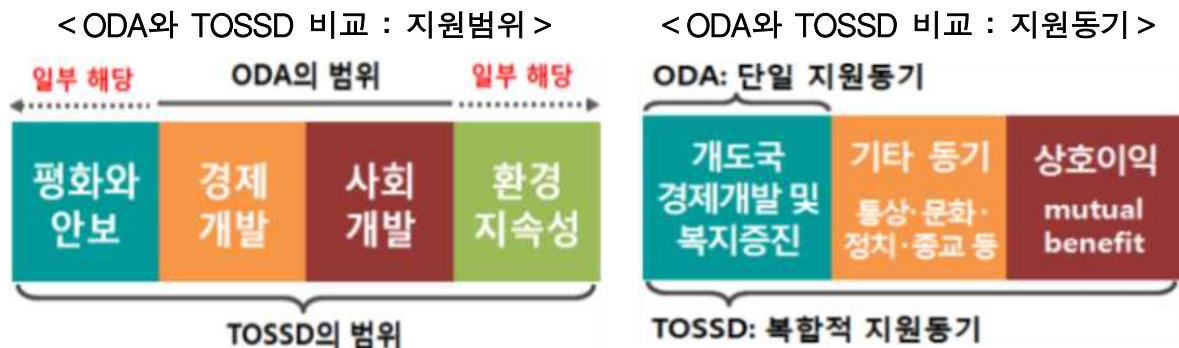 <ODA와 TOSSD 비교 : 지원범위>
일부 해당
ODA의 범위
일부 해당
평화와
안보
경제
개발
사회
개발
환경
지속성
TOSSD의 범위
<ODA와 TOSSD 비교 : 지원동기>
ODA: 단일 지원동기
개도국
경제개발 및
복지증진
기타 동기
통상·문화·
정치·종교 등
상호이익
mutual
benefit
TOSSD: 복합적 지원동기